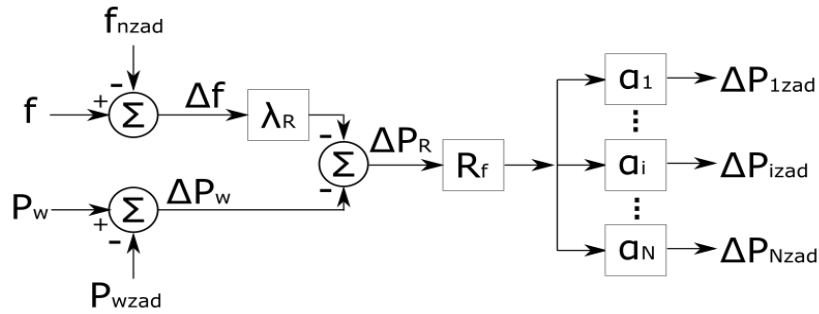 fnzad
f + - Σ Δf λR
- - Σ ΔPR Rf
Pw + - Σ ΔPw
Pwzad
α1 ΔP1zad
⋮
αi ΔPizad
⋮
αN ΔPNzad